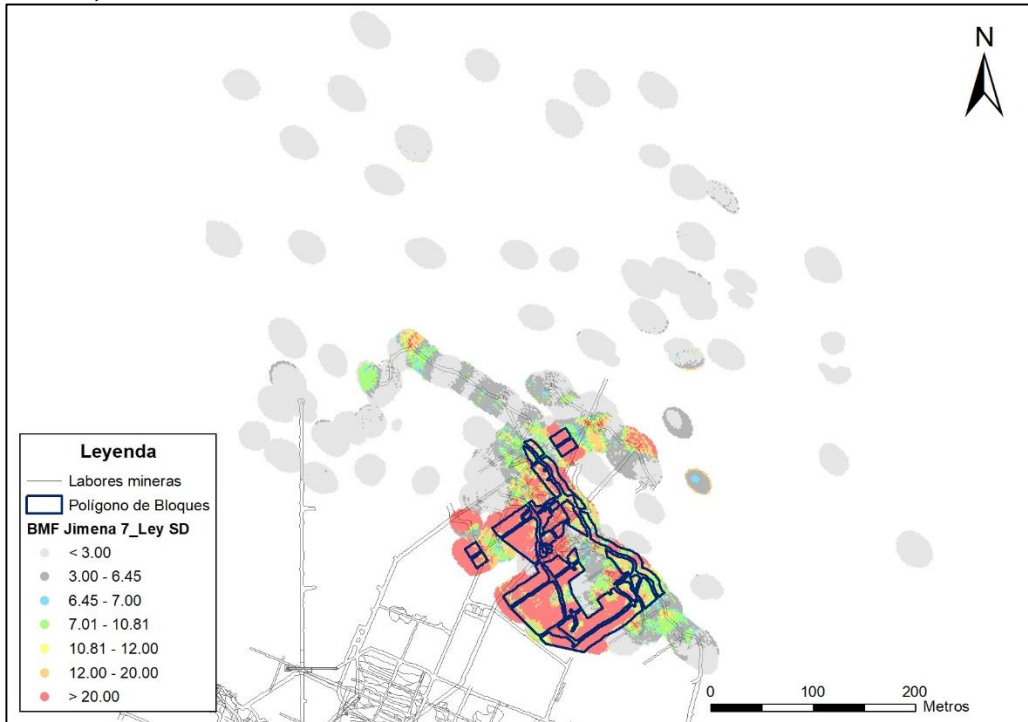 N
Leyenda
Labores mineras
Polígono de Bloques
BMF Jimena 7_Ley SD
< 3.00
3.00 - 6.45
6.45 - 7.00
7.01 - 10.81
10.81 - 12.00
12.00 - 20.00
> 20.00
0 100 200
Metros